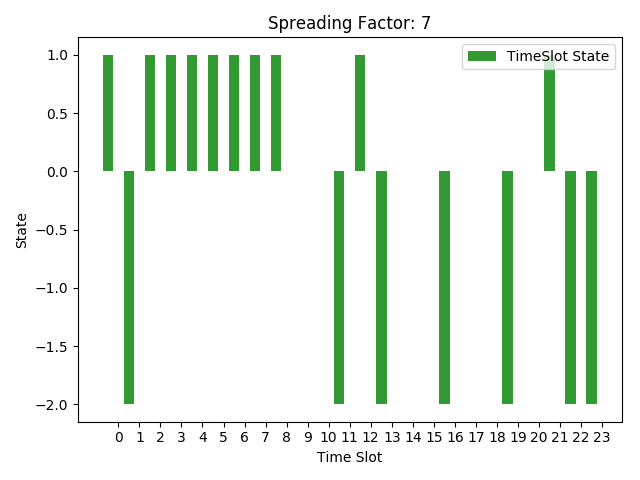 Spreading Factor: 7
TimeSlot State
1.0
0.5
0.0
−0.5
−1.0
−1.5
−2.0
State
0 1 2 3 4 5 6 7 8 9 10 11 12 13 14 15 16 17 18 19 20 21 22 23
Time Slot